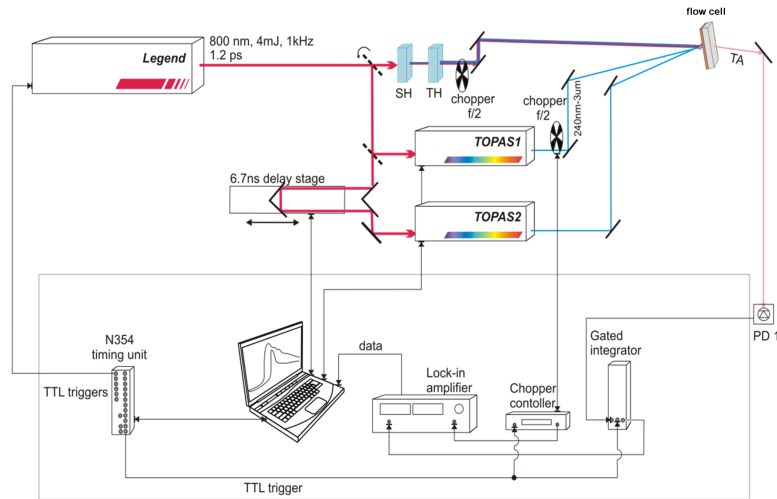 flow cell
Legend
800 nm, 4mJ, 1kHz
1.2 ps
SH
TH
chopper
f/2
chopper
f/2
240nm-3um
TA
TOPAS1
6.7ns delay stage
TOPAS2
PD 1
N354
timing unit
TTL triggers
data
Lock-in
amplifier
Chopper
contoller
Gated
integrator
TTL trigger